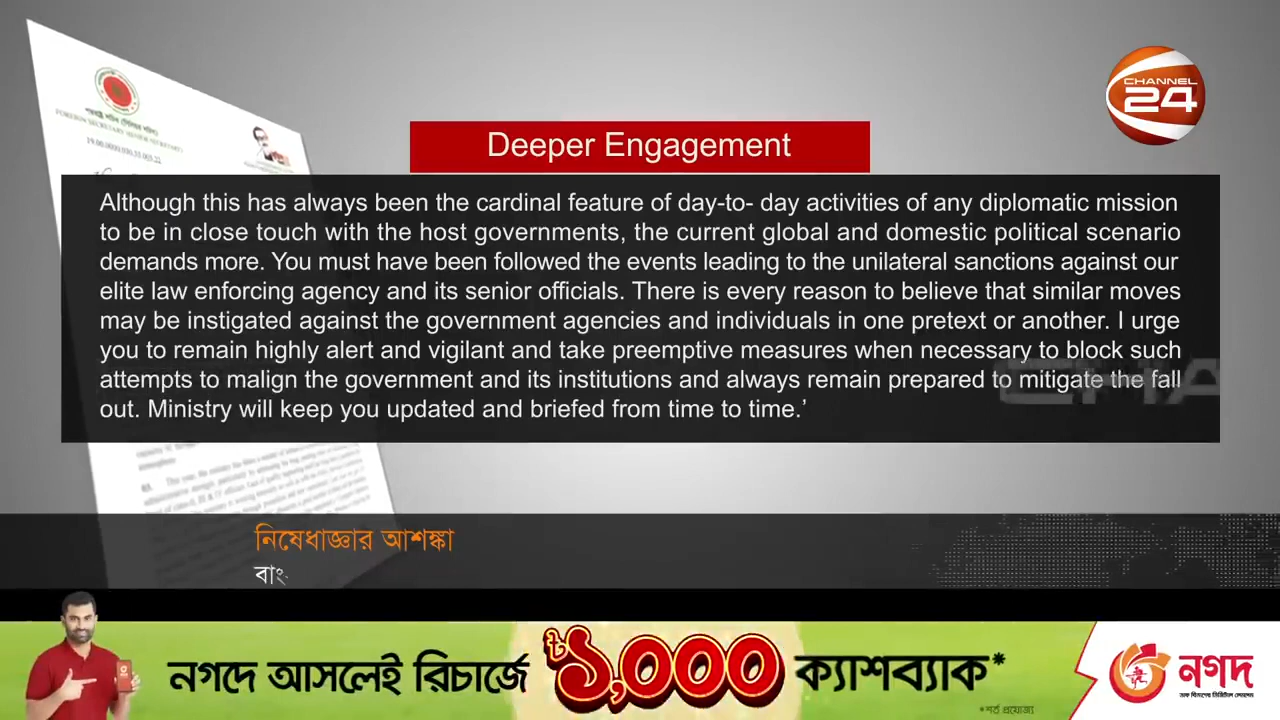 CHANNEL
24
পররাষ্ট্র সচিব (সিনিয়র সচিব)
Deeper Engagement
Although this has always been the cardinal feature of day-to- day activities of any diplomatic mission
to be in close touch with the host governments, the current global and domestic political scenario
demands more. You must have been followed the events leading to the unilateral sanctions against our
elite law enforcing agency and its senior officials. There is every reason to believe that similar moves
may be instigated against the government agencies and individuals in one pretext or another. I urge
you to remain highly alert and vigilant and take preemptive measures when necessary to block such
attempts to malign the government and its institutions and always remain prepared to mitigate the fall
out. Ministry will keep you updated and briefed from time to time.’
নিষেধাজ্ঞার আশঙ্কা
বাং
নগদে আসলেই রিচার্জে ৳১,০০০ ক্যাশব্যাক*
*শর্ত প্রযোজ্য
নগদ
ডাক বিভাগের ডিজিটাল লেনদেন